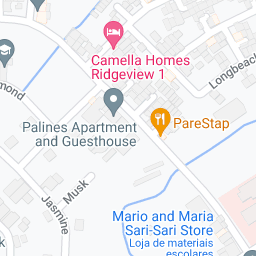 Camella Homes
Ridgeview 1
Longbeac
mond
Palines Apartment
and Guesthouse
PareStap
Musk
Jasmine
Mario and Maria
Sari-Sari Store
Loja de materiais
escolares
k